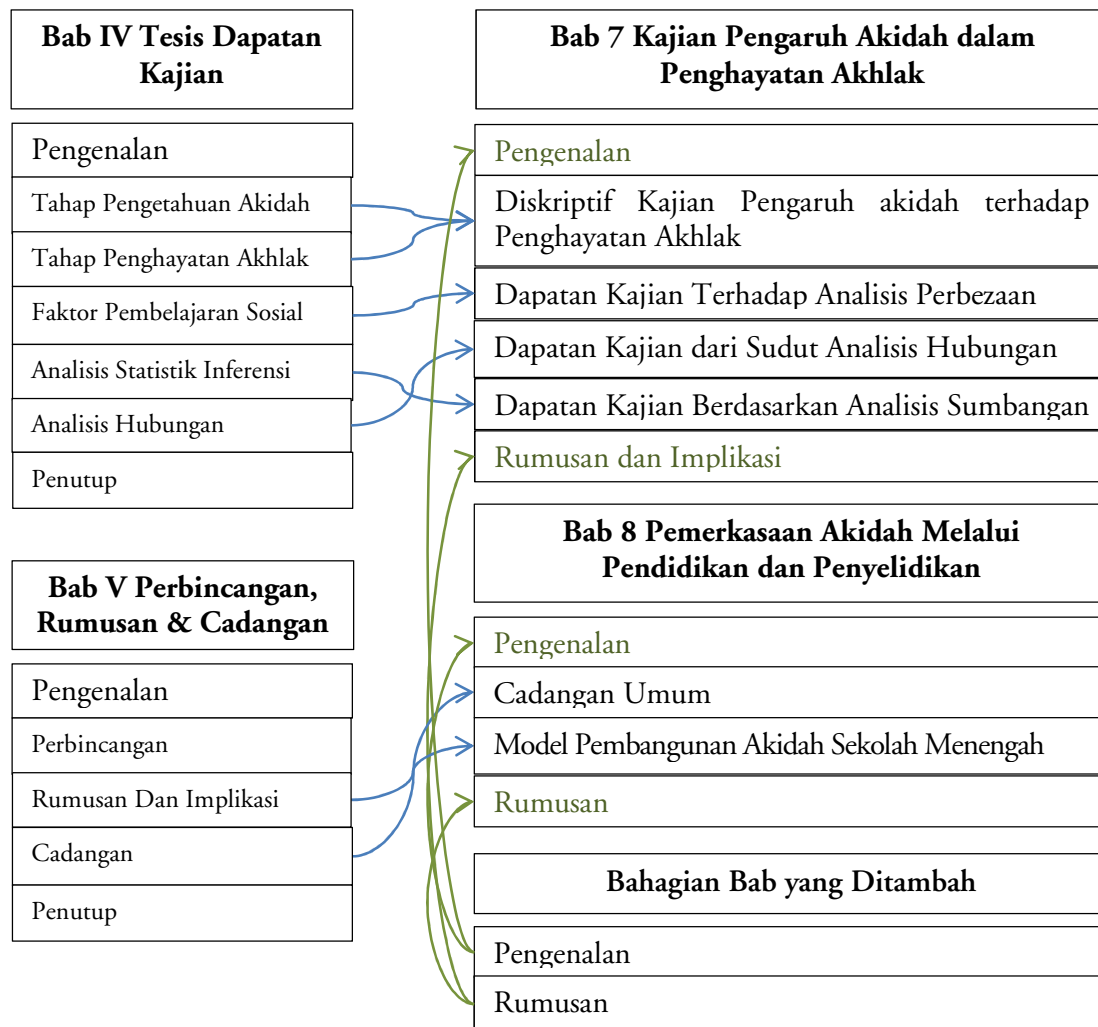 Bab IV Tesis Dapatan
Kajian
Pengenalan
Tahap Pengetahuan Akidah
Tahap Penghayatan Akhlak
Faktor Pembelajaran Sosial
Analisis Statistik Inferensi
Analisis Hubungan
Penutup
Bab V Perbincangan,
Rumusan & Cadangan
Pengenalan
Perbincangan
Rumusan Dan Implikasi
Cadangan
Penutup
Bab 7 Kajian Pengaruh Akidah dalam
Penghayatan Akhlak
Pengenalan
Diskriptif Kajian Pengaruh akidah terhadap
Penghayatan Akhlak
Dapatan Kajian Terhadap Analisis Perbezaan
Dapatan Kajian dari Sudut Analisis Hubungan
Dapatan Kajian Berdasarkan Analisis Sumbangan
Rumusan dan Implikasi
Bab 8 Pemerkasaan Akidah Melalui
Pendidikan dan Penyelidikan
Pengenalan
Cadangan Umum
Model Pembangunan Akidah Sekolah Menengah
Rumusan
Bahagian Bab yang Ditambah
Pengenalan
Rumusan